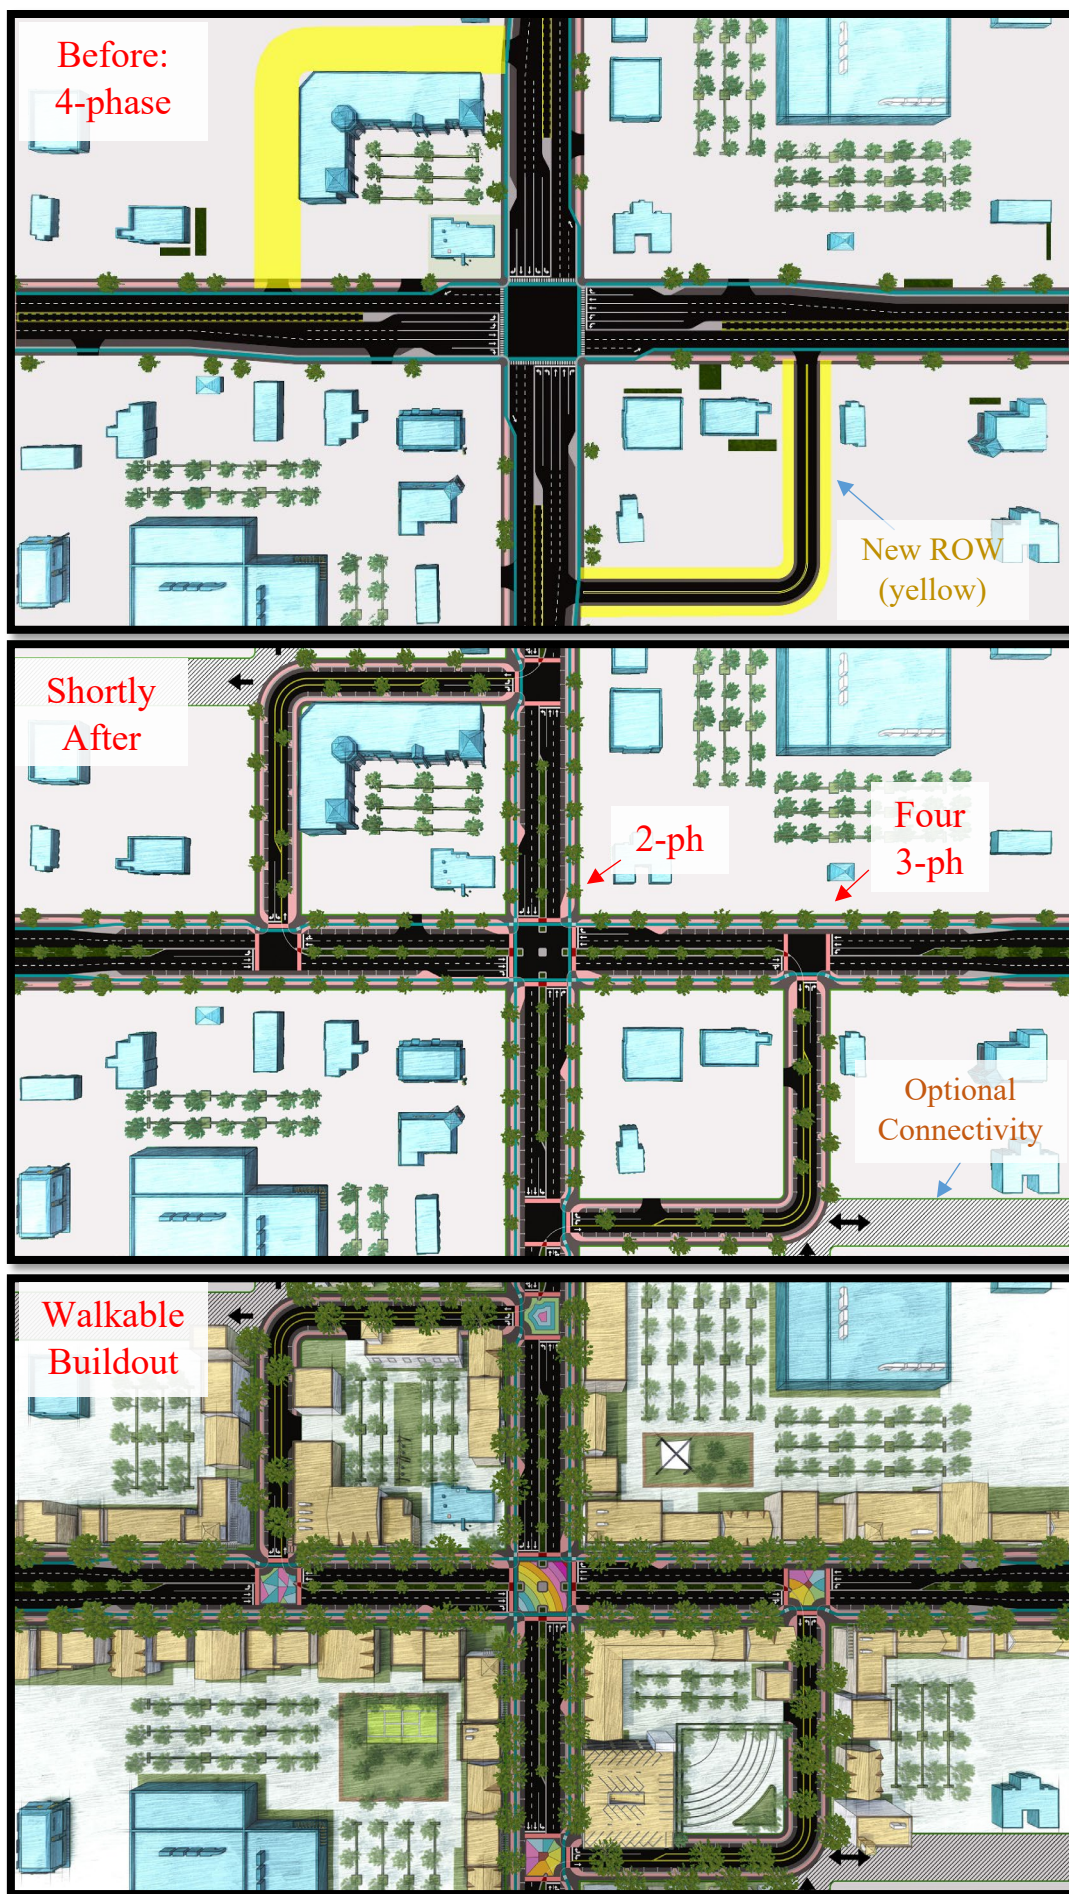 Before:
4-phase
New ROW
(yellow)
Shortly
After
2-ph
Four
3-ph
Optional
Connectivity
Walkable
Buildout